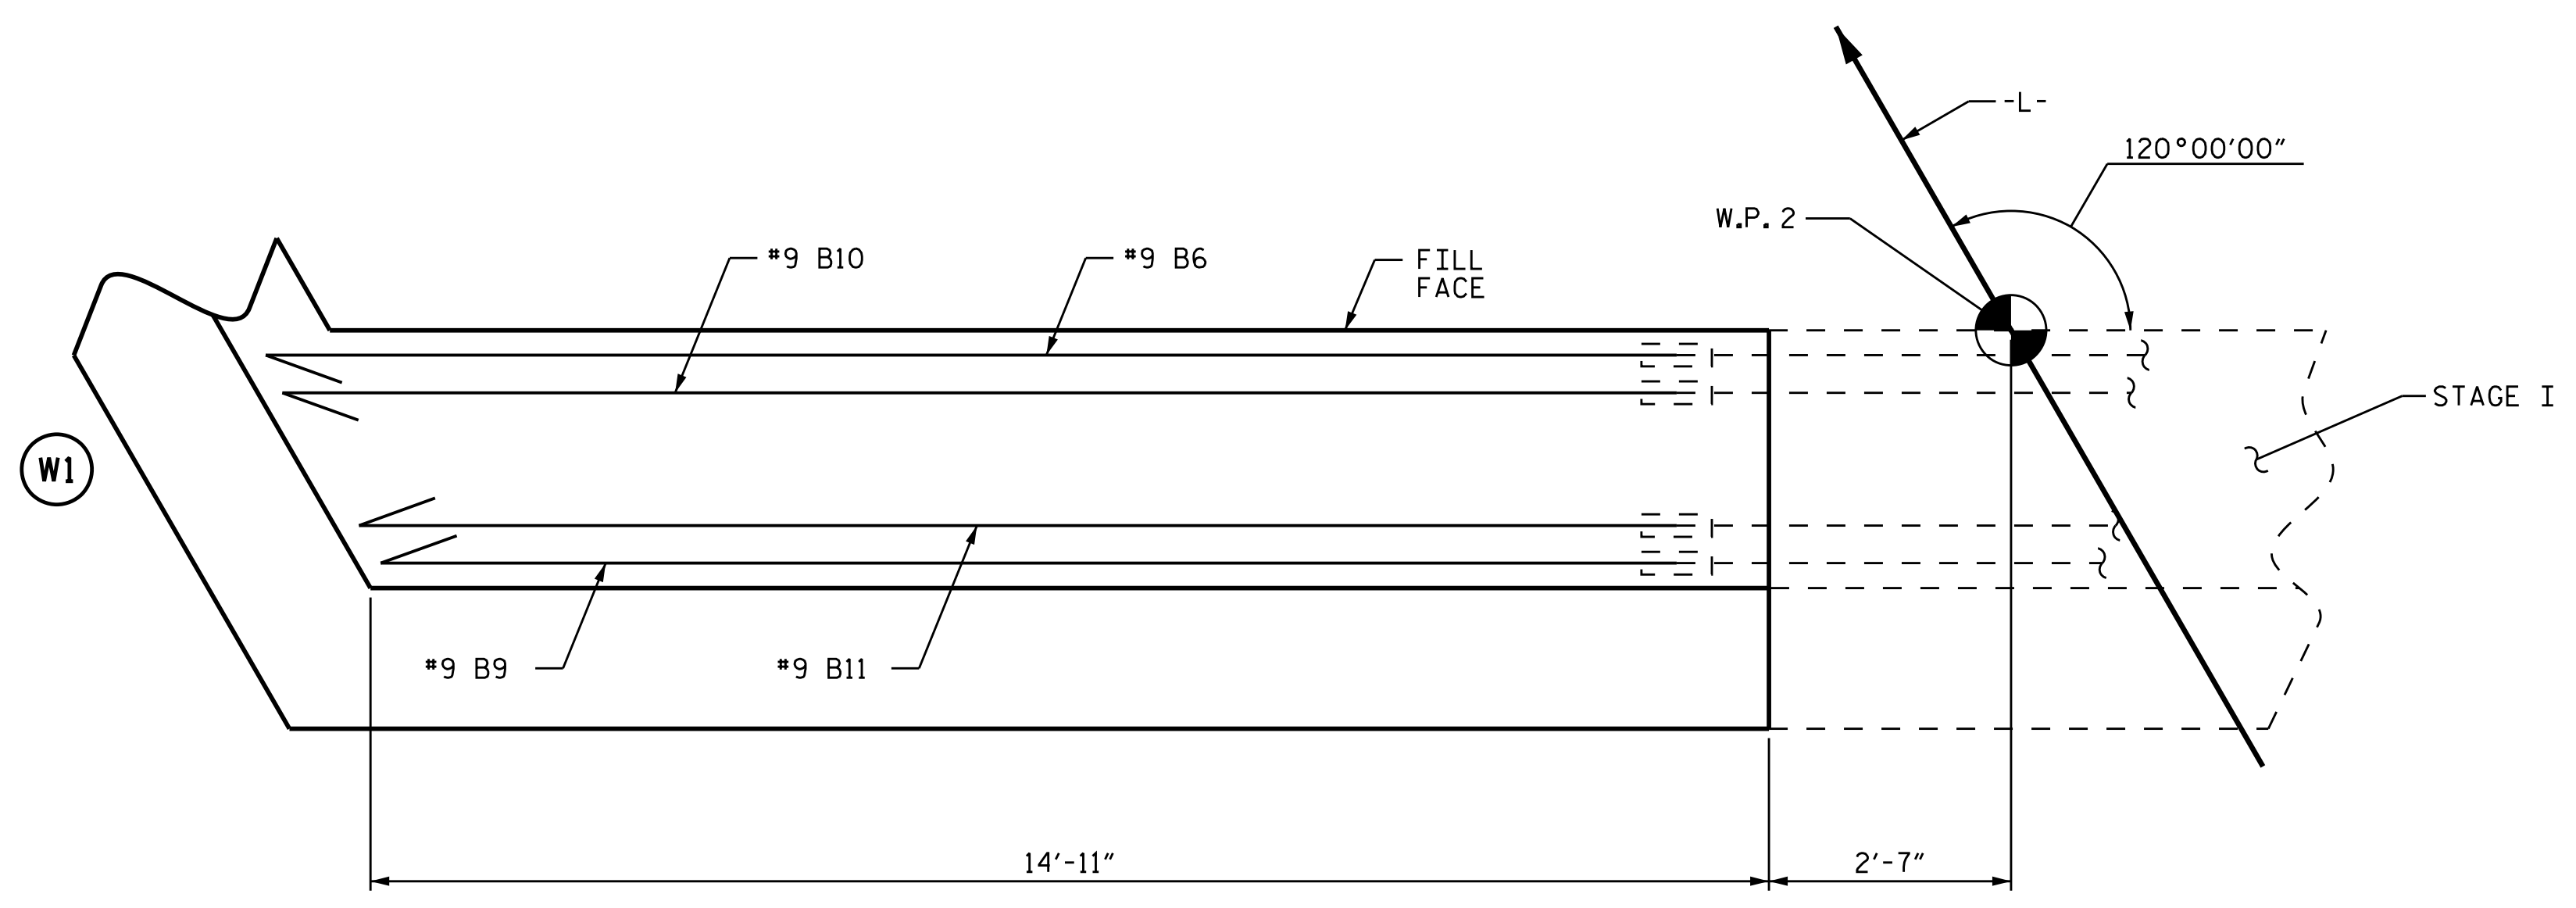 -L-
120°00'00"
W.P. 2
#9 B10
#9 B6
FILL
FACE
STAGE I
W1
#9 B9
#9 B11
14'-11"
2'-7"